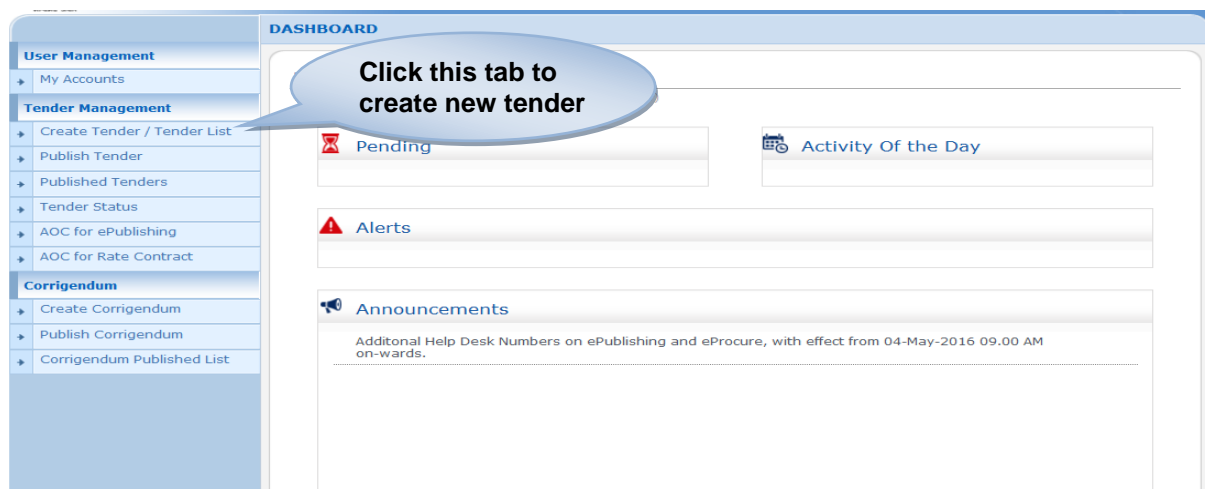 DASHBOARD
User Management
My Accounts
Tender Management
Create Tender / Tender List
Publish Tender
Published Tenders
Tender Status
AOC for ePublishing
AOC for Rate Contract
Corrigendum
Create Corrigendum
Publish Corrigendum
Corrigendum Published List
Click this tab to
create new tender
Pending
Activity Of the Day
Alerts
Announcements
Additonal Help Desk Numbers on ePublishing and eProcure, with effect from 04-May-2016 09.00 AM
on-wards.